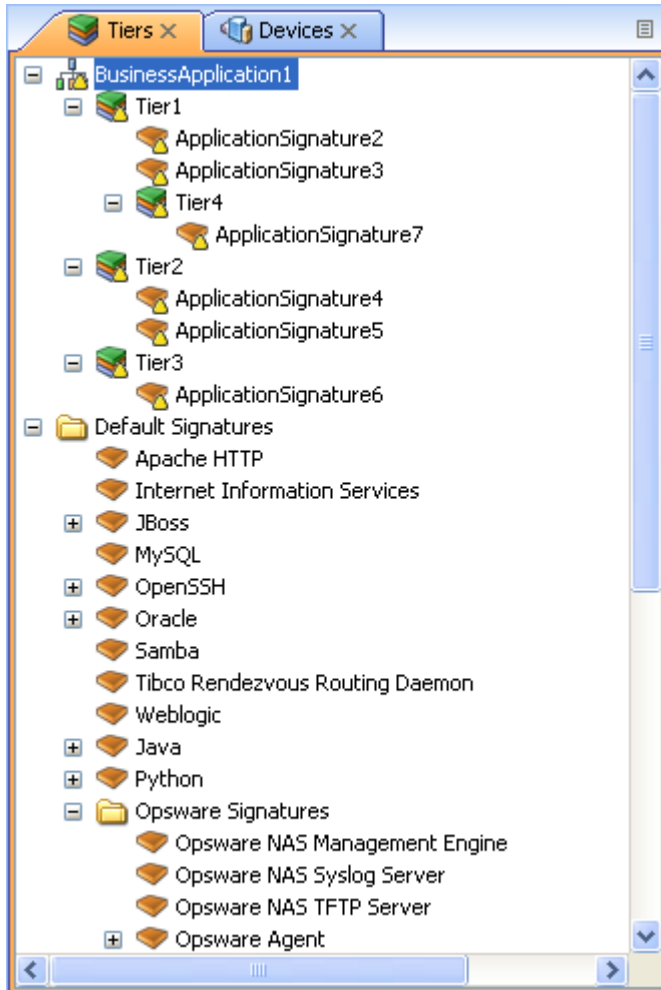 Tiers Devices
BusinessApplication1
Tier1
ApplicationSignature2
ApplicationSignature3
Tier4
ApplicationSignature7
Tier2
ApplicationSignature4
ApplicationSignature5
Tier3
ApplicationSignature6
Default Signatures
Apache HTTP
Internet Information Services
JBoss
MySQL
OpenSSH
Oracle
Samba
Tibco Rendezvous Routing Daemon
Weblogic
Java
Python
Opsware Signatures
Opsware NAS Management Engine
Opsware NAS Syslog Server
Opsware NAS TFTP Server
Opsware Agent